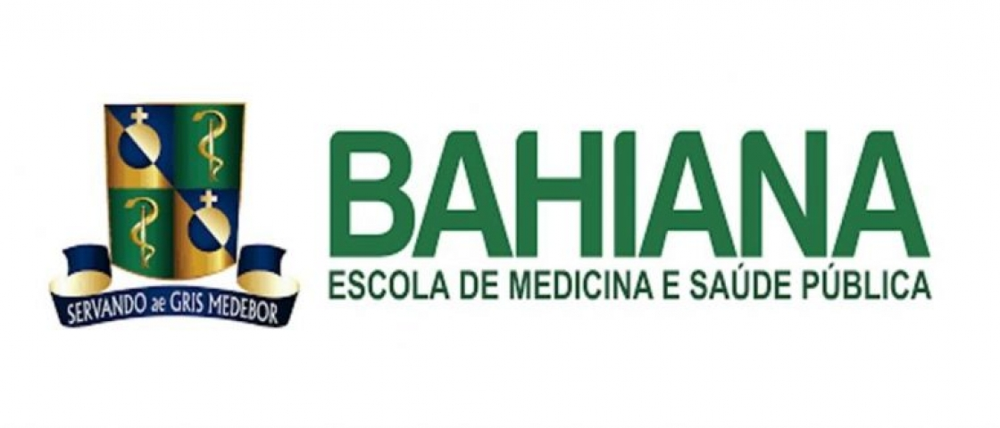 SERVANDO ae GRIS MEDEBOR
BAHIANA
ESCOLA DE MEDICINA E SAÚDE PÚBLICA